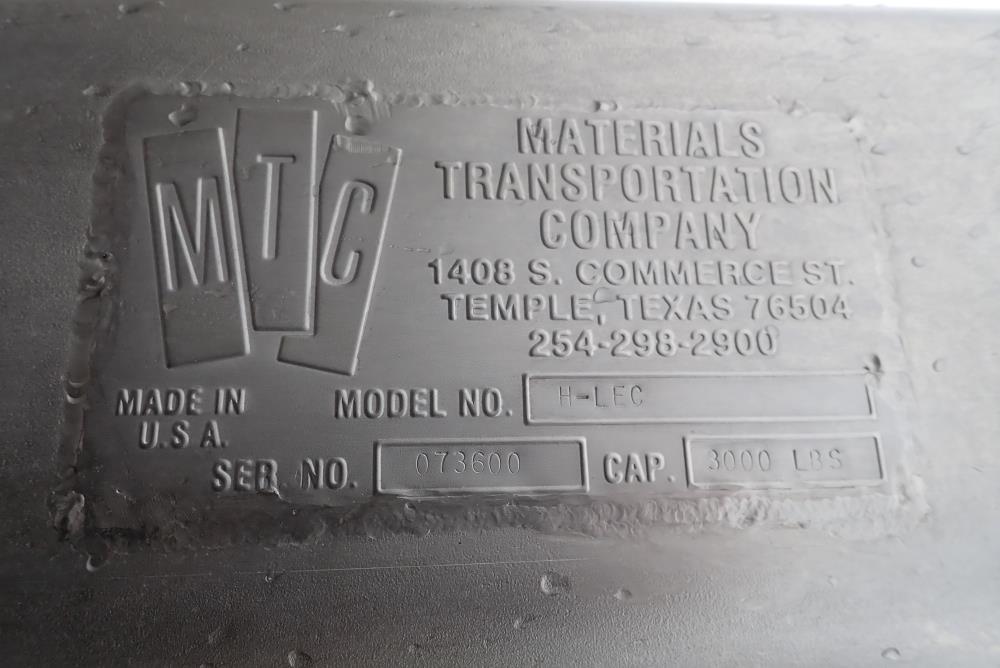 MTC
MATERIALS
TRANSPORTATION
COMPANY
1408 S. COMMERCE ST.
TEMPLE, TEXAS 76504
254-298-2900
MADE IN
U.S.A.
MODEL NO. H-LEC
SER. NO. 073600 CAP. 3000 LBS